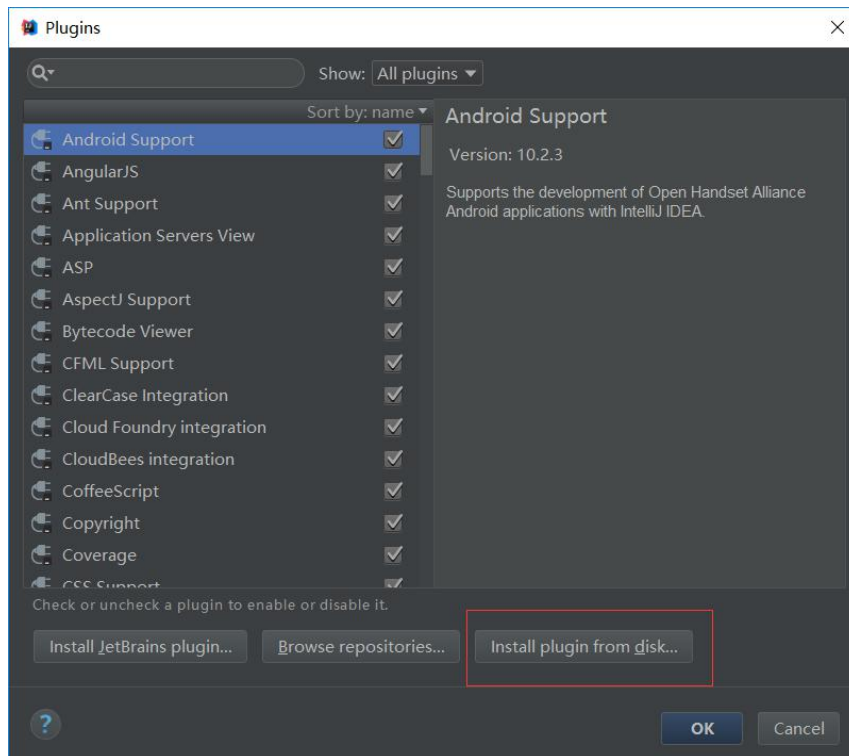 Plugins
Show: All plugins
Sort by: name
Android Support
AngularJS
Ant Support
Application Servers View
ASP
AspectJ Support
Bytecode Viewer
CFML Support
ClearCase Integration
Cloud Foundry integration
CloudBees integration
CoffeeScript
Copyright
Coverage
CSS Support
Android Support
Version: 10.2.3
Supports the development of Open Handset Alliance
Android applications with IntelliJ IDEA.
Check or uncheck a plugin to enable or disable it.
Install JetBrains plugin...
Browse repositories...
Install plugin from disk...
?
OK
Cancel